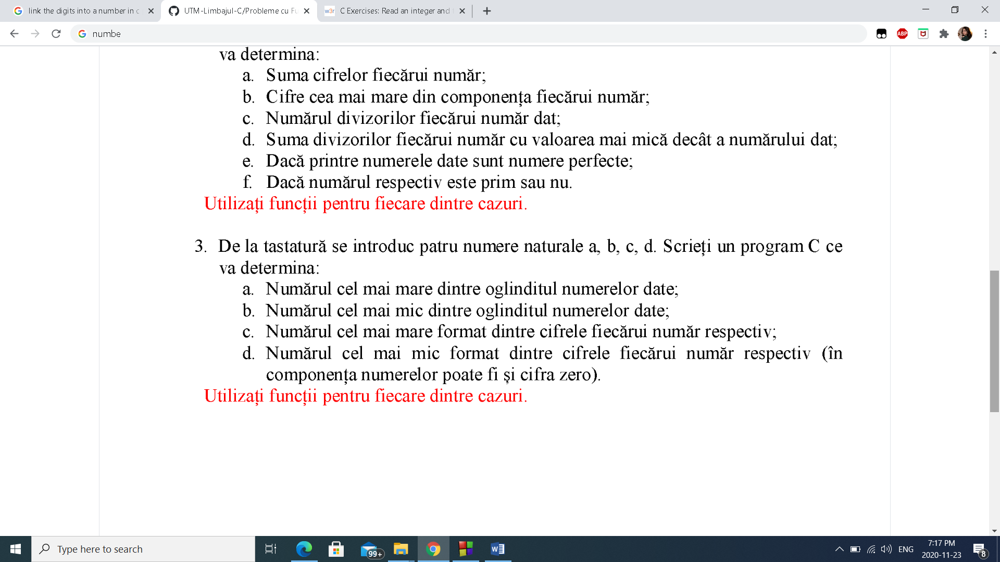 link the digits into a number in c
UTM-Limbajul-C/Probleme cu Fu
w3r C Exercises: Read an integer and
numbe
ABP
va determina:
a. Suma cifrelor fiecărui număr;
b. Cifre cea mai mare din componența fiecărui număr;
c. Numărul divizorilor fiecărui număr dat;
d. Suma divizorilor fiecărui număr cu valoarea mai mică decât a numărului dat;
e. Dacă printre numerele date sunt numere perfecte;
f. Dacă numărul respectiv este prim sau nu.
Utilizați funcții pentru fiecare dintre cazuri.
3. De la tastatură se introduc patru numere naturale a, b, c, d. Scrieți un program C ce
va determina:
a. Numărul cel mai mare dintre oglinditul numerelor date;
b. Numărul cel mai mic dintre oglinditul numerelor date;
c. Numărul cel mai mare format dintre cifrele fiecărui număr respectiv;
d. Numărul cel mai mic format dintre cifrele fiecărui număr respectiv (în
componența numerelor poate fi și cifra zero).
Utilizați funcții pentru fiecare dintre cazuri.
Type here to search
99+
ENG
7:17 PM
2020-11-23
8